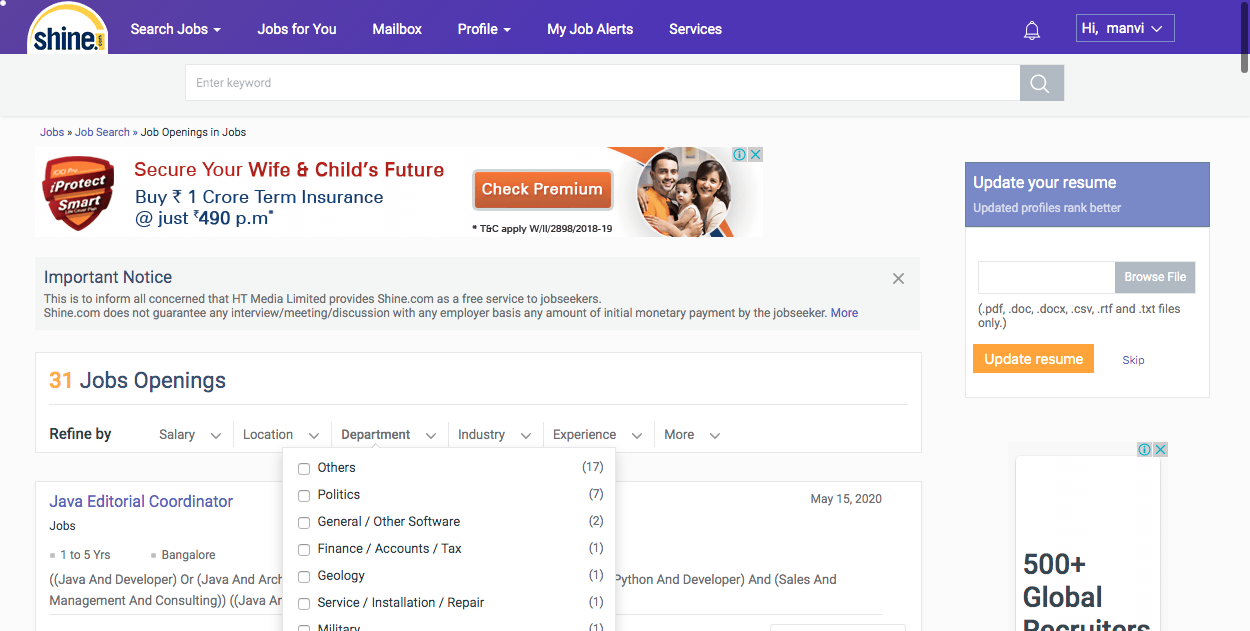 shine.com
Search Jobs
Jobs for You
Mailbox
Profile
My Job Alerts
Services
Hi, manvi
Enter keyword
Jobs » Job Search » Job Openings in Jobs
iProtect
Smart
Secure Your Wife & Child's Future
Buy ₹ 1 Crore Term Insurance
@ just ₹490 p.m*
Check Premium
* T&C apply W/II/2898/2018-19
Update your resume
Updated profiles rank better
Browse File
(.pdf, .doc, .docx, .csv, .rtf and .txt files
only.)
Update resume
Skip
Important Notice
This is to inform all concerned that HT Media Limited provides Shine.com as a free service to jobseekers.
Shine.com does not guarantee any interview/meeting/discussion with any employer basis any amount of initial monetary payment by the jobseeker. More
31 Jobs Openings
Refine by
Salary
Location
Department
Industry
Experience
More
Others (17)
Politics (7)
General / Other Software (2)
Finance / Accounts / Tax (1)
Geology (1)
Service / Installation / Repair (1)
Military (1)
Java Editorial Coordinator
May 15, 2020
Jobs
1 to 5 Yrs
Bangalore
((Java And Developer) Or (Java And Arch
Python And Developer) And (Sales And
Management And Consulting)) ((Java Ar
500+
Global
Recruiters